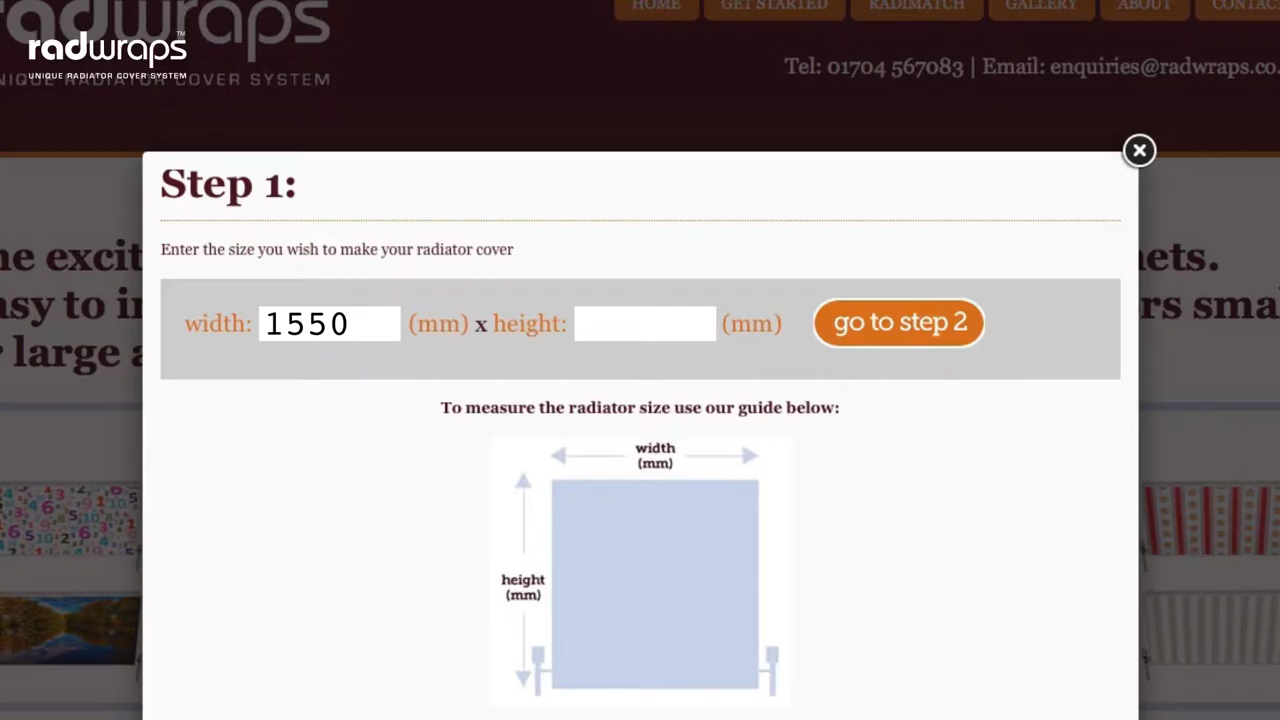 HOME GET STARTED RADIMATCH GALLERY ABOUT
radwraps™
UNIQUE RADIATOR COVER SYSTEM
Tel: 01704 567083 | Email: enquiries@radwraps.co.
Step 1:
Enter the size you wish to make your radiator cover
width: 1550 (mm) x height: (mm) go to step 2
To measure the radiator size use our guide below:
width
(mm)
height
(mm)